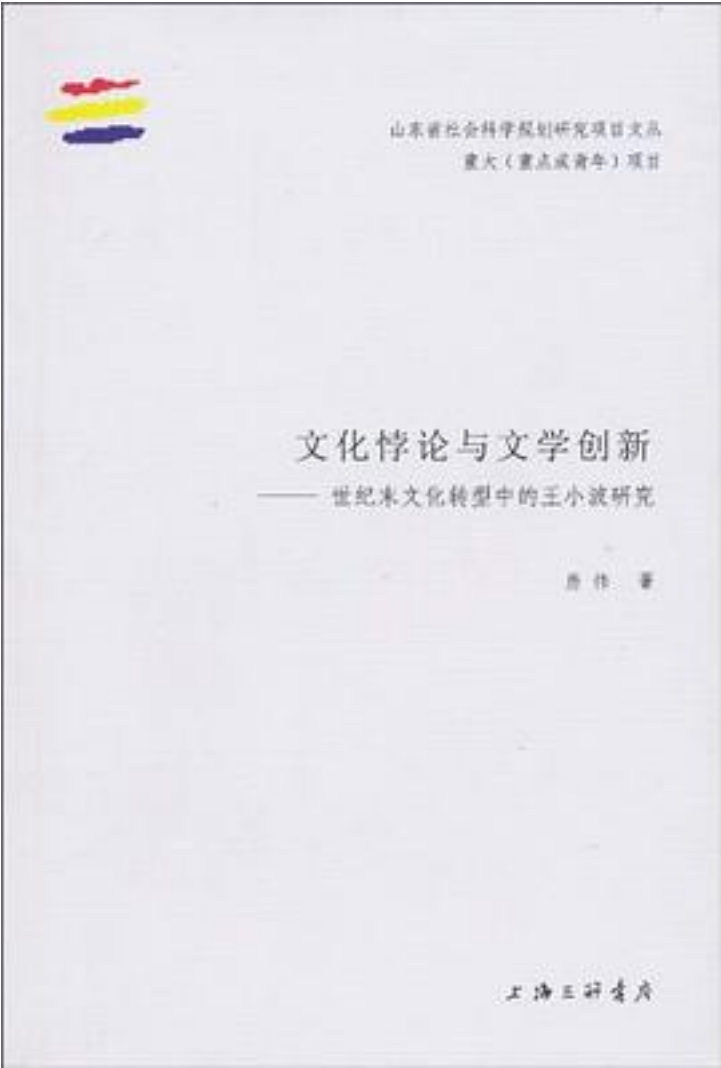 山东省社会科学规划研究项目文丛
重大（重点或青年）项目
文化悖论与文学创新
—— 世纪末文化转型中的王小波研究
伟 著
上海三联书店